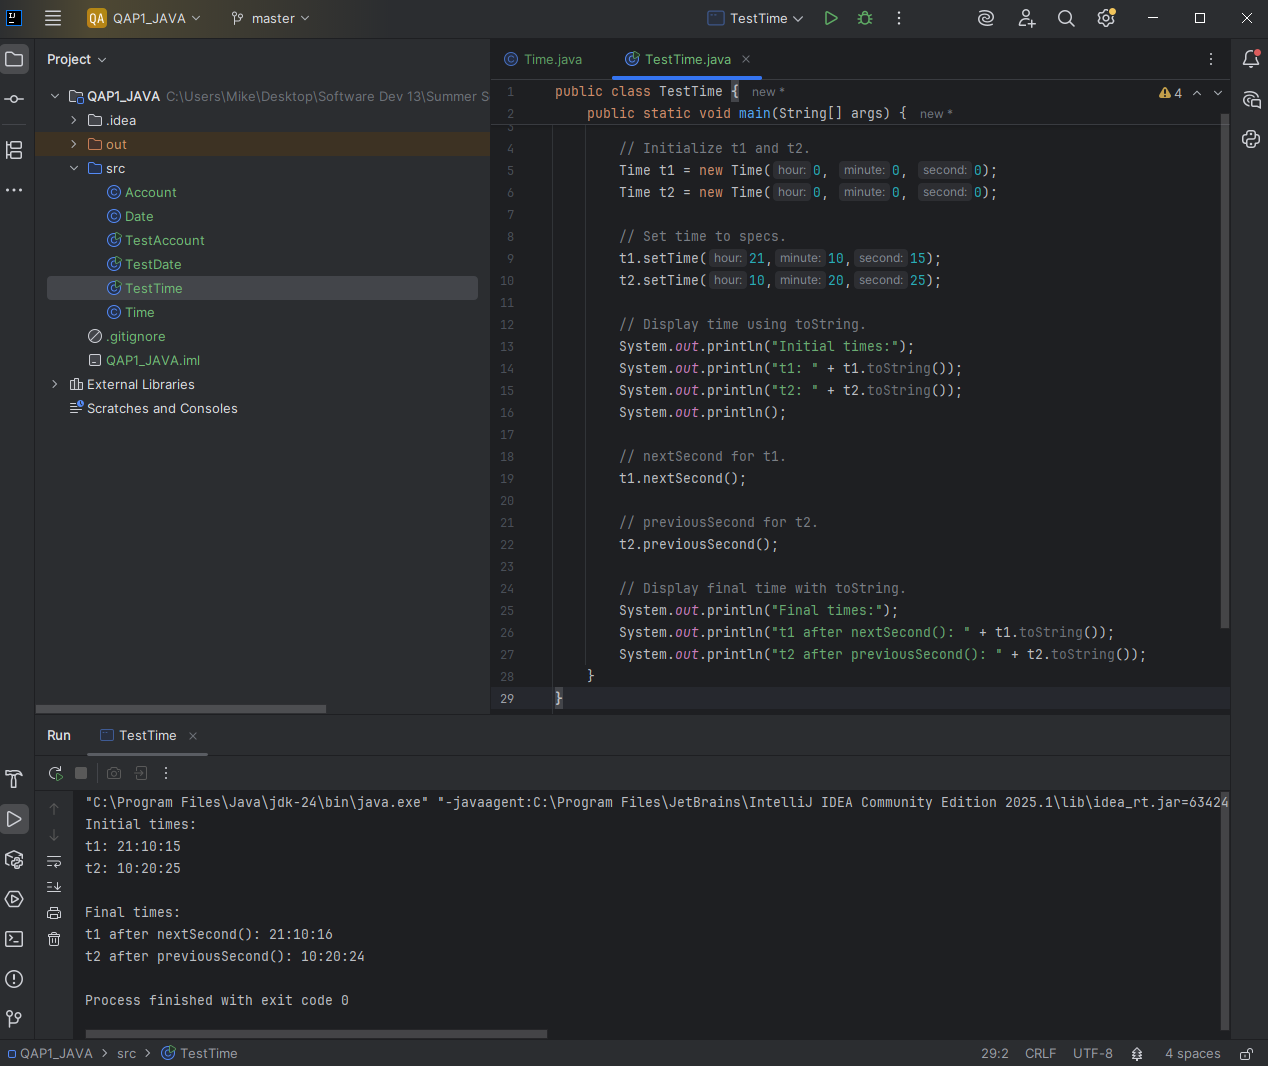 QA QAP1_JAVA master TestTime
Project
QAP1_JAVA C:\Users\Mike\Desktop\Software Dev 13\Summer S
.idea
out
src
Account
Date
TestAccount
TestDate
TestTime
Time
.gitignore
QAP1_JAVA.iml
External Libraries
Scratches and Consoles
Time.java TestTime.java
4
1 public class TestTime { new *
2 public static void main(String[] args) { new *
3
4 // Initialize t1 and t2.
5 Time t1 = new Time( hour: 0, minute: 0, second: 0);
6 Time t2 = new Time( hour: 0, minute: 0, second: 0);
7
8 // Set time to specs.
9 t1.setTime( hour: 21, minute: 10, second: 15);
10 t2.setTime( hour: 10, minute: 20, second: 25);
11
12 // Display time using toString.
13 System.out.println("Initial times:");
14 System.out.println("t1: " + t1.toString());
15 System.out.println("t2: " + t2.toString());
16 System.out.println();
17
18 // nextSecond for t1.
19 t1.nextSecond();
20
21 // previousSecond for t2.
22 t2.previousSecond();
23
24 // Display final time with toString.
25 System.out.println("Final times:");
26 System.out.println("t1 after nextSecond(): " + t1.toString());
27 System.out.println("t2 after previousSecond(): " + t2.toString());
28 }
29 }
Run TestTime
"C:\Program Files\Java\jdk-24\bin\java.exe" "-javaagent:C:\Program Files\JetBrains\IntelliJ IDEA Community Edition 2025.1\lib\idea_rt.jar=63424
Initial times:
t1: 21:10:15
t2: 10:20:25
Final times:
t1 after nextSecond(): 21:10:16
t2 after previousSecond(): 10:20:24
Process finished with exit code 0
QAP1_JAVA src TestTime 29:2 CRLF UTF-8 4 spaces